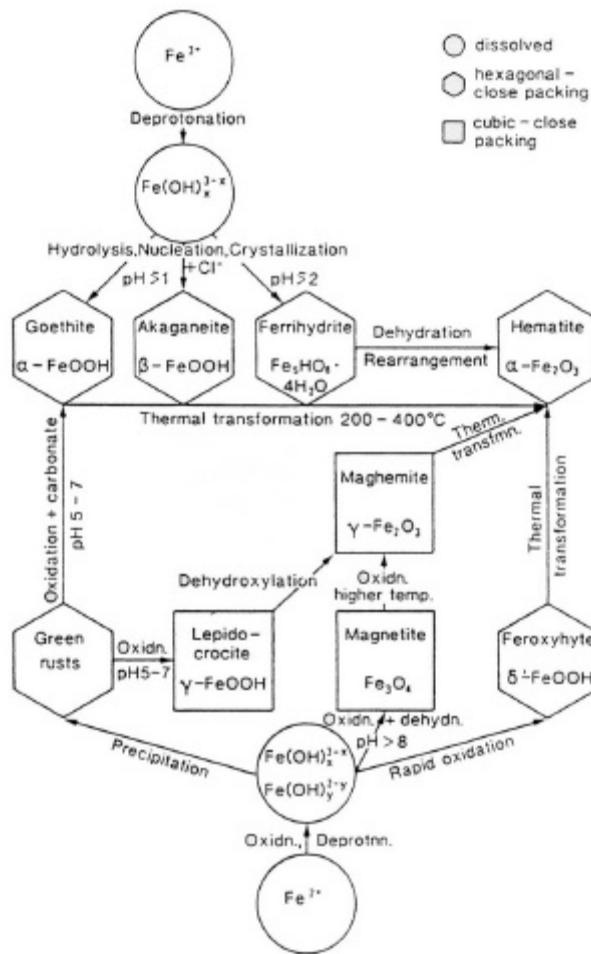 Fe³⁺
dissolved
hexagonal-
close packing
cubic-close
packing
Deprotonation
Fe(OH)ₓ³⁻ˣ
Hydrolysis,Nucleation,Crystallization
pH≶1
+Cl⁻
pH≶2
Goethite
α-FeOOH
Akaganeite
β-FeOOH
Ferrihydrite
Fe₅HO₈·
4H₂O
Dehydration
Rearrangement
Hematite
α-Fe₂O₃
Thermal transformation 200-400°C
Oxidation + carbonate
pH 5-7
Therm.
transfmn.
Maghemite
γ-Fe₂O₃
Thermal
transformation
Dehydroxylation
Oxidn.
higher temp.
Green
rusts
Oxidn.
pH5-7
Lepido-
crocite
γ-FeOOH
Magnetite
Fe₃O₄
Feroxyhyte
δ'-FeOOH
Oxidn. + dehydn.
pH>8
Precipitation
Fe(OH)ₓ³⁻ˣ
Fe(OH)ᵧ²⁻ʸ
Rapid oxidation
Oxidn., Deprotnn.
Fe²⁺